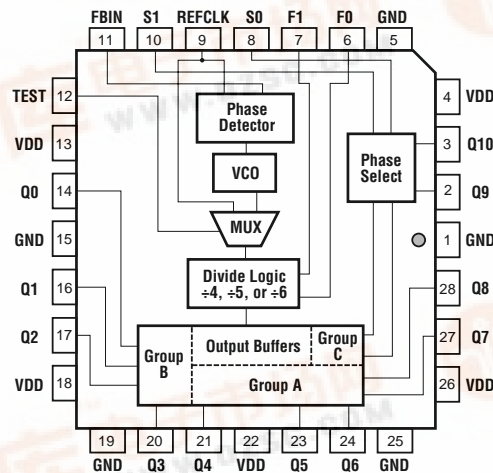 FBIN S1 REFCLK S0 F1 F0 GND
11 10 9 8 7 6 5
TEST 12
VDD 13
Q0 14
GND 15
Q1 16
Q2 17
VDD 18
4 VDD
3 Q10
2 Q9
1 GND
28 Q8
27 Q7
26 VDD
Phase
Detector
VCO
MUX
Phase
Select
Divide Logic
÷4, ÷5, or ÷6
Group
B
Output Buffers
Group
C
Group A
19 20 21 22 23 24 25
GND Q3 Q4 VDD Q5 Q6 GND